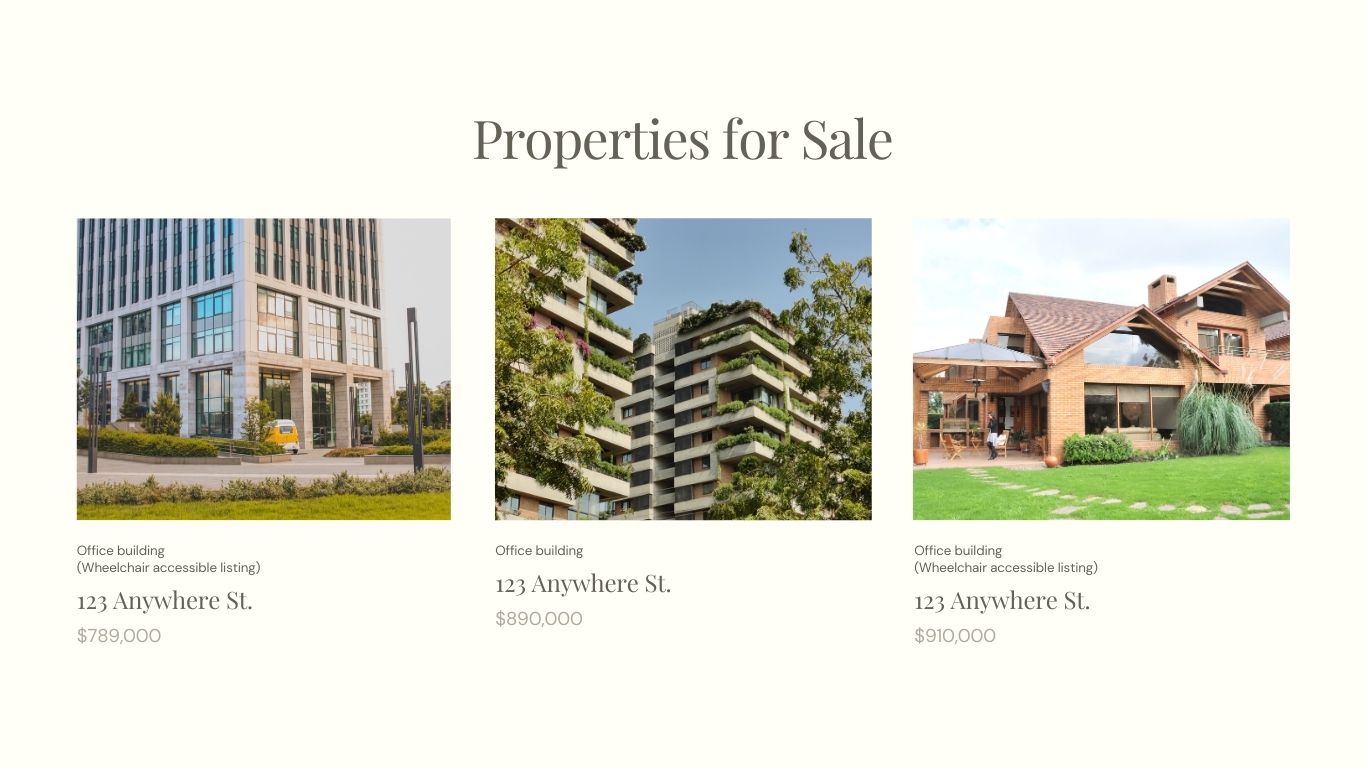 Properties for Sale
Office building
(Wheelchair accessible listing)
123 Anywhere St.
$789,000
Office building
123 Anywhere St.
$890,000
Office building
(Wheelchair accessible listing)
123 Anywhere St.
$910,000